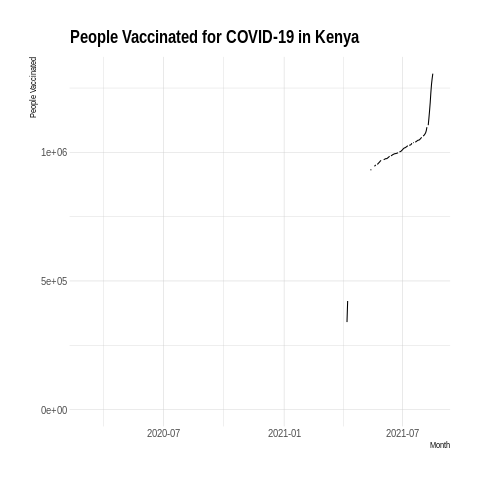 People Vaccinated for COVID-19 in Kenya
People Vaccinated
1e+06
5e+05
0e+00
2020-07
2021-01
2021-07
Month